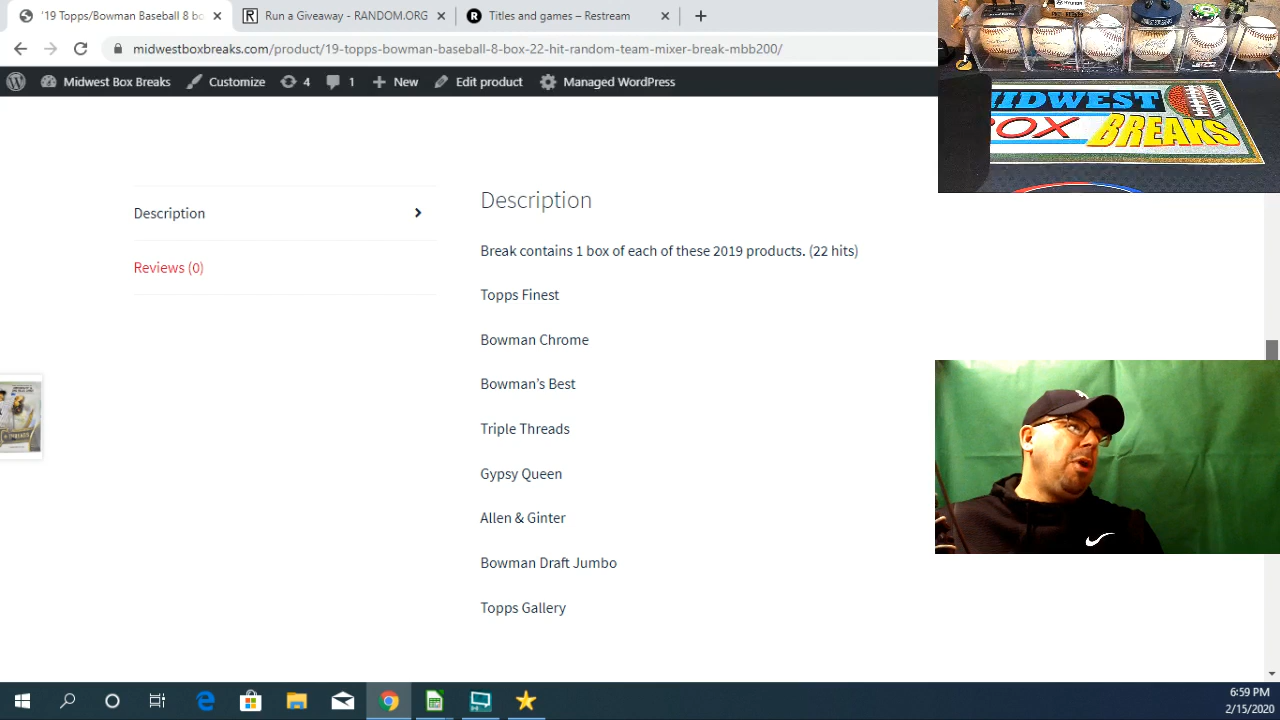 '19 Topps/Bowman Baseball 8 bo
Run a Giveaway - RANDOM.ORG
Titles and games – Restream
midwestboxbreaks.com/product/19-topps-bowman-baseball-8-box-22-hit-random-team-mixer-break-mbb200/
Midwest Box Breaks
Customize
4
1
New
Edit product
Managed WordPress
MIDWEST
BOX BREAKS
Description
Reviews (0)
Description
Break contains 1 box of each of these 2019 products. (22 hits)
Topps Finest
Bowman Chrome
Bowman's Best
Triple Threads
Gypsy Queen
Allen & Ginter
Bowman Draft Jumbo
Topps Gallery
6:59 PM
2/15/2020